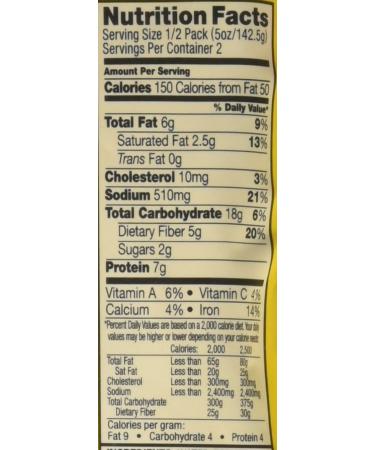 Nutrition Facts
Serving Size 1/2 Pack (5oz/142.5g)
Servings Per Container 2
Amount Per Serving
Calories 150 Calories from Fat 50
% Daily Value*
Total Fat 6g 9%
Saturated Fat 2.5g 13%
Trans Fat 0g
Cholesterol 10mg 3%
Sodium 510mg 21%
Total Carbohydrate 18g 6%
Dietary Fiber 5g 20%
Sugars 2g
Protein 7g
Vitamin A 6% • Vitamin C 4%
Calcium 4% • Iron 14%
*Percent Daily Values are based on a 2,000 calorie diet. Your daily
values may be higher or lower depending on your calorie needs:
Calories: 2,000 2,500
Total Fat Less than 65g 80g
Sat Fat Less than 20g 25g
Cholesterol Less than 300mg 300mg
Sodium Less than 2,400mg 2,400mg
Total Carbohydrate 300g 375g
Dietary Fiber 25g 30g
Calories per gram:
Fat 9 • Carbohydrate 4 • Protein 4